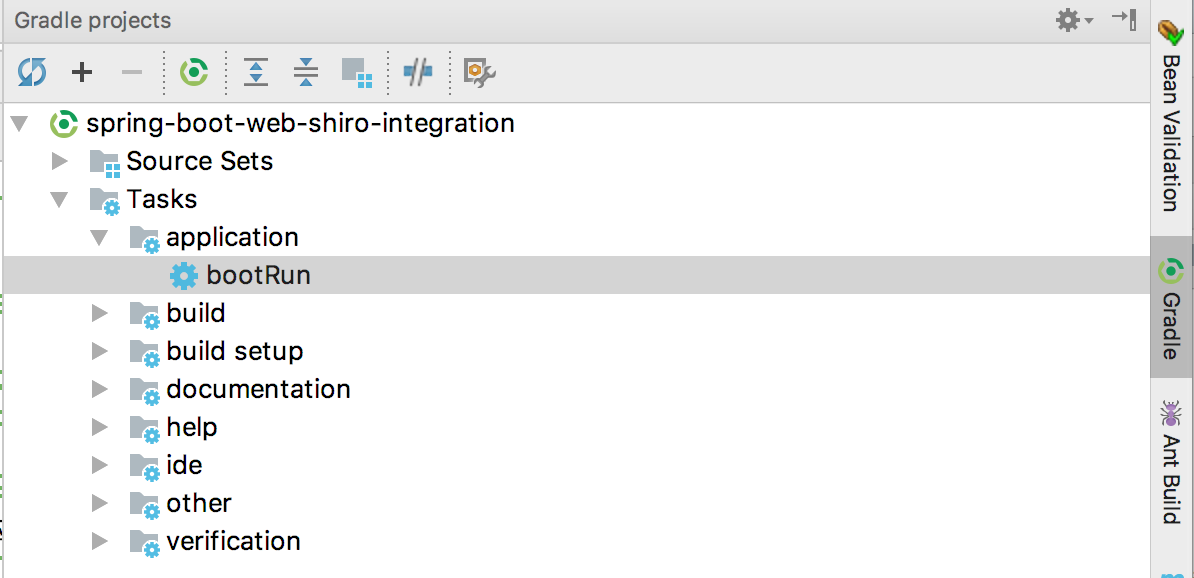 Gradle projects
spring-boot-web-shiro-integration
Source Sets
Tasks
application
bootRun
build
build setup
documentation
help
ide
other
verification
Bean Validation
Gradle
Ant Build